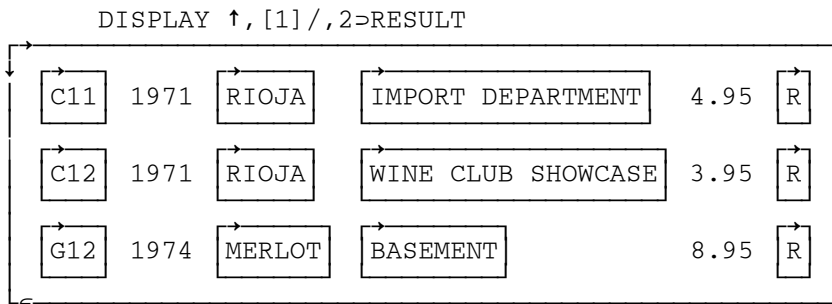 DISPLAY ↑,[1]/,2⊃RESULT
C11 1971 RIOJA IMPORT DEPARTMENT 4.95 R
C12 1971 RIOJA WINE CLUB SHOWCASE 3.95 R
G12 1974 MERLOT BASEMENT 8.95 R